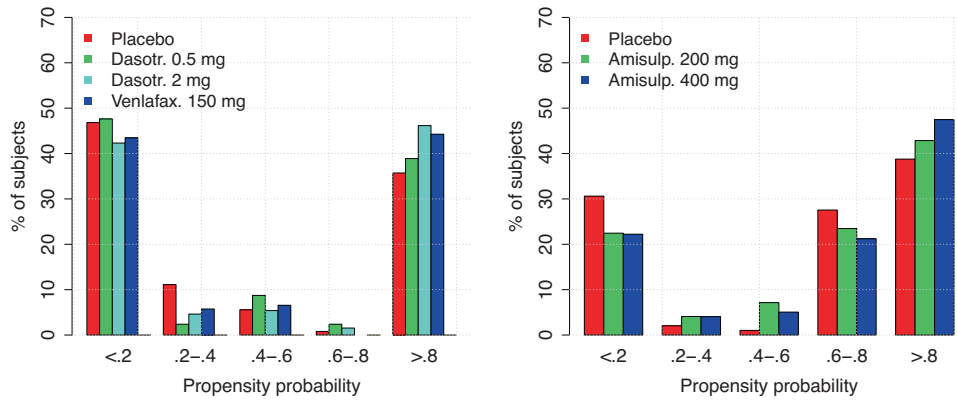 70
60
50
40
30
20
10
0
% of subjects
Placebo
Dasotr. 0.5 mg
Dasotr. 2 mg
Venlafax. 150 mg
<.2 .2–.4 .4–.6 .6–.8 >.8
Propensity probability
70
60
50
40
30
20
10
0
% of subjects
Placebo
Amisulp. 200 mg
Amisulp. 400 mg
<.2 .2–.4 .4–.6 .6–.8 >.8
Propensity probability